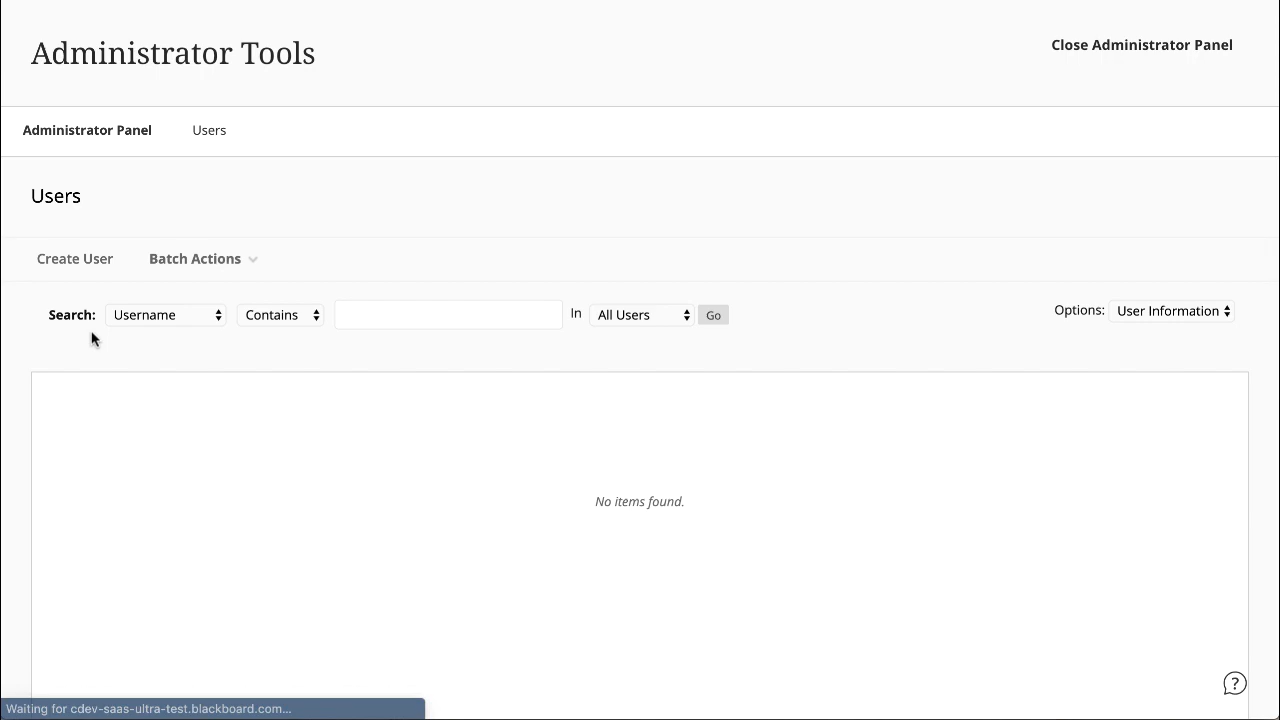 Administrator Tools
Close Administrator Panel
Administrator Panel Users
Users
Create User Batch Actions
Search: Username Contains In All Users Go Options: User Information
No items found.
?
Waiting for cdev-saas-ultra-test.blackboard.com...